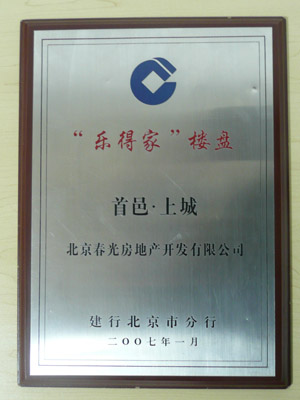 “乐得家”楼盘
首邑·上城
北京春光房地产开发有限公司
建行北京市分行
二〇〇七年一月